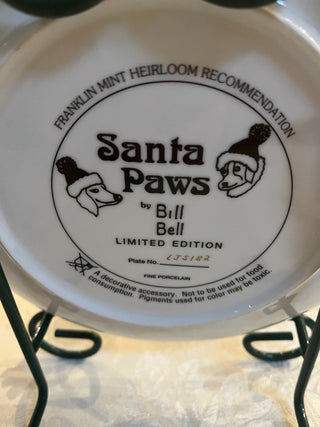 FRANKLIN MINT HEIRLOOM RECOMMENDATION
Santa
Paws
by Bill
Bell
LIMITED EDITION
Plate No. LJ5182
FINE PORCELAIN
A decorative accessory. Not to be used for food
consumption. Pigments used for color may be toxic.